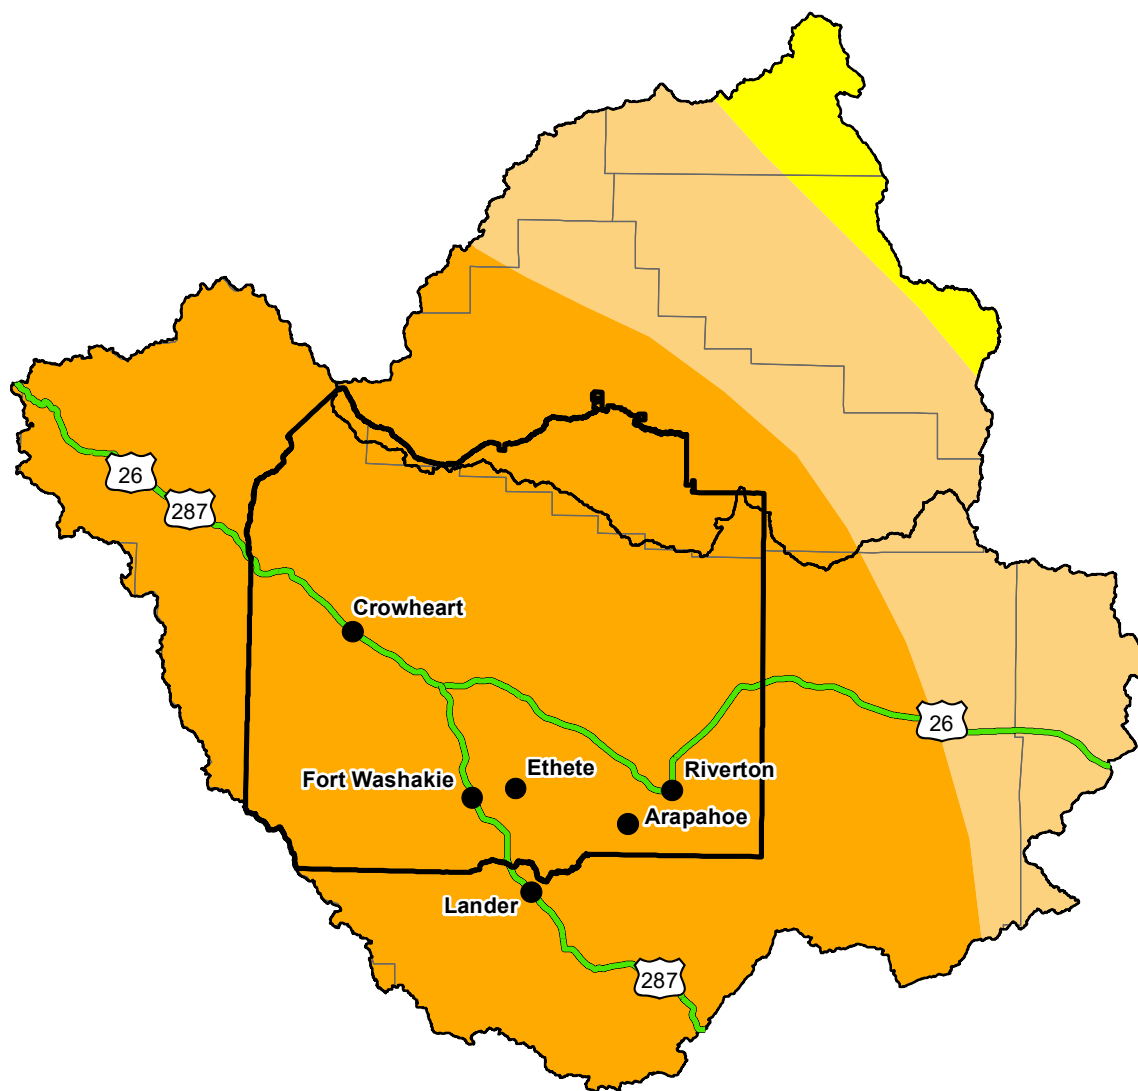 26
287
Crowheart
26
Ethete
Riverton
Fort Washakie
Arapahoe
Lander
287